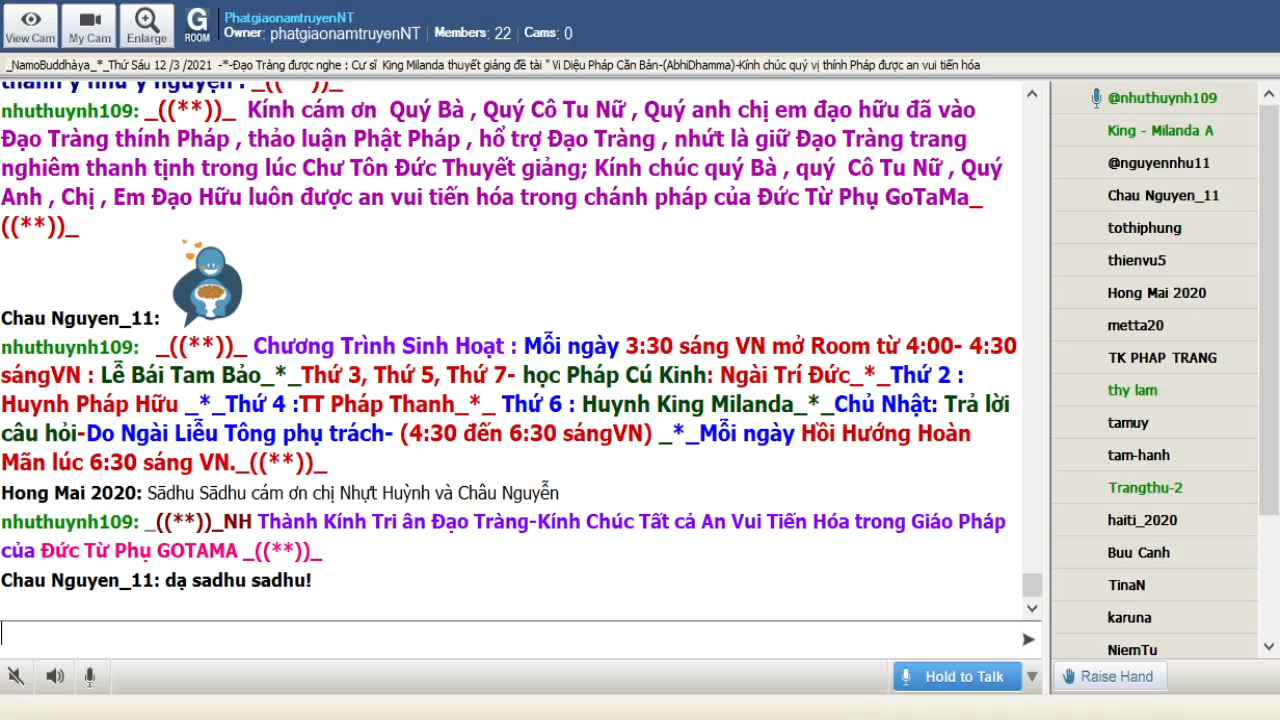 View Cam
My Cam
Enlarge
G
ROOM
PhatgiaonamtruyenNT
Owner: phatgiaonamtruyenNT | Members: 22 | Cams: 0
_NamoBuddhàya_*_Thứ Sáu 12 /3 /2021 -*-Đạo Tràng được nghe : Cư sĩ King Milanda thuyết giảng đề tài " Vi Diệu Pháp Căn Bản-(AbhiDhamma)-Kính chúc quý vị thính Pháp được an vui tiến hóa
nhuthuynh109: _((**))_ Kính cám ơn Quý Bà , Quý Cô Tu Nữ , Quý anh chị em đạo hữu đã vào
Đạo Tràng thính Pháp , thảo luận Phật Pháp , hổ trợ Đạo Tràng , nhứt là giữ Đạo Tràng trang
nghiêm thanh tịnh trong lúc Chư Tôn Đức Thuyết giảng; Kính chúc quý Bà , quý Cô Tu Nữ , Quý
Anh , Chị , Em Đạo Hữu luôn được an vui tiến hóa trong chánh pháp của Đức Từ Phụ GoTaMa_
((**))_
Chau Nguyen_11:
nhuthuynh109: _((**))_ Chương Trình Sinh Hoạt : Mỗi ngày 3:30 sáng VN mở Room từ 4:00- 4:30
sángVN : Lễ Bái Tam Bảo_*_Thứ 3, Thứ 5, Thứ 7- học Pháp Cú Kinh: Ngài Trí Đức_*_Thứ 2 :
Huynh Pháp Hữu _*_Thứ 4 :TT Pháp Thanh_*_ Thứ 6 : Huynh King Milanda_*_Chủ Nhật: Trả lời
câu hỏi-Do Ngài Liễu Tông phụ trách- (4:30 đến 6:30 sángVN) _*_Mỗi ngày Hồi Hướng Hoàn
Mãn lúc 6:30 sáng VN._((**))_
Hong Mai 2020: Sādhu Sādhu cám ơn chị Nhựt Huỳnh và Châu Nguyễn
nhuthuynh109: _((**))_NH Thành Kính Tri ân Đạo Tràng-Kính Chúc Tất cả An Vui Tiến Hóa trong Giáo Pháp
của Đức Từ Phụ GOTAMA _((**))_
Chau Nguyen_11: dạ sadhu sadhu!
Hold to Talk
@nhuthuynh109
King - Milanda A
@nguyennhu11
Chau Nguyen_11
tothiphung
thienvu5
Hong Mai 2020
metta20
TK PHAP TRANG
thy lam
tamuy
tam-hanh
Trangthu-2
haiti_2020
Buu Canh
TinaN
karuna
NiemTu
Raise Hand